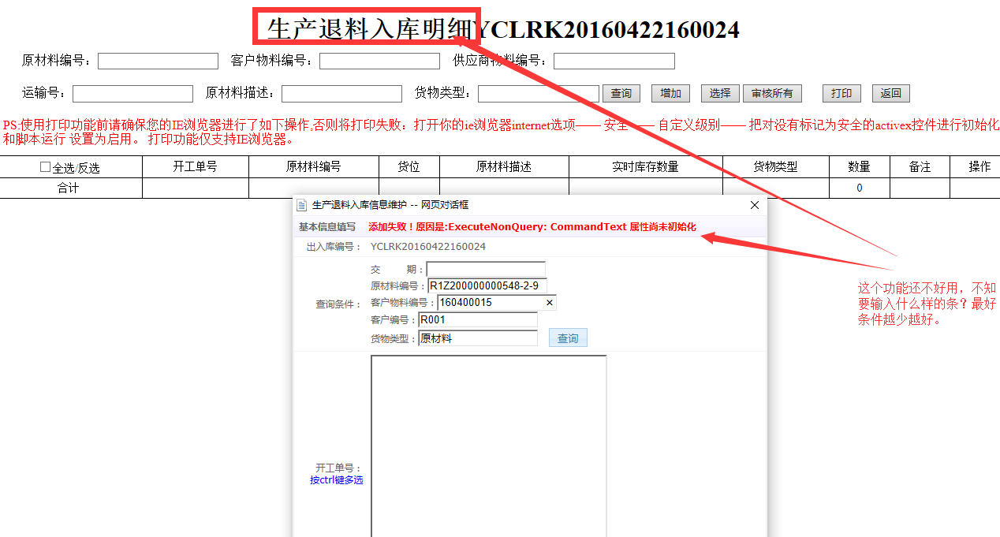 生产退料入库明细YCLRK20160422160024
原材料编号： 客户物料编号： 供应商物料编号：
运输号： 原材料描述： 货物类型： 查询 增加 选择 审核所有 打印 返回
PS:使用打印功能前请确保您的IE浏览器进行了如下操作,否则将打印失败：打开你的ie浏览器internet选项—— 安全 —— 自定义级别—— 把对没有标记为安全的activex控件进行初始化
和脚本运行 设置为启用。 打印功能仅支持IE浏览器。
全选/反选 开工单号 原材料编号 货位 原材料描述 实时库存数量 货物类型 数量 备注 操作
合计 0
生产退料入库信息维护 -- 网页对话框
基本信息填写 添加失败！原因是:ExecuteNonQuery: CommandText 属性尚未初始化
出入库编号： YCLRK20160422160024
交 期：
原材料编号：R1Z200000000548-2-9
查询条件： 客户物料编号：160400015
客户编号：R001
货物类型：原材料 查询
开工单号：
按ctrl键多选
这个功能还不好用，不知
要输入什么样的条？最好
条件越少越好。